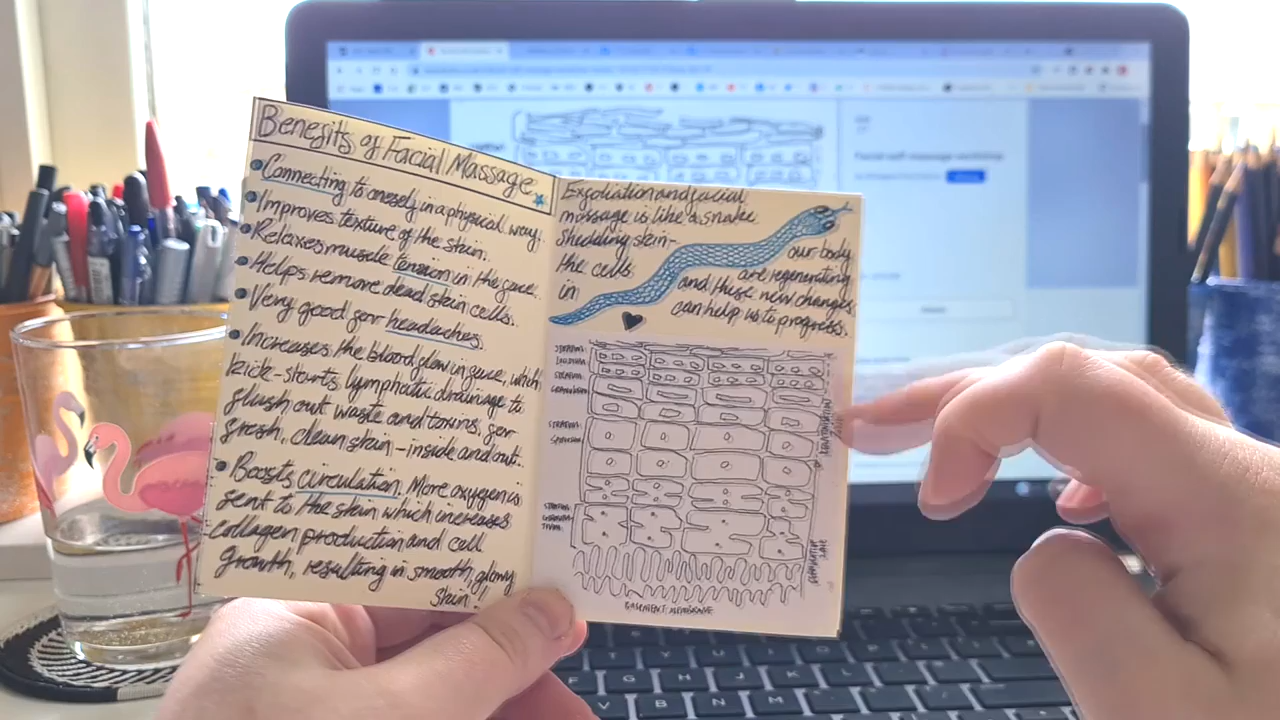 Benefits of Facial Massage
Connecting to oneself in a physical way.
Improves texture of the skin.
Relaxes muscle tension in the face.
Helps remove dead skin cells.
Very good for headaches.
Increases the blood flow in face, which
kick-starts lymphatic drainage to
flush out waste and toxins, for
fresh, clean skin - inside and out.
Boosts circulation. More oxygen is
sent to the skin which increases
collagen production and cell
growth, resulting in smooth, glowy
skin!!
Exfoliation and facial
massage is like a snake
shedding skin-
the cells
in
our body
are regenerating
and these new changes
can help us to progress.
STRATUM
STRATUM
STRATUM
STRATUM
BASEMENT MEMBRANE
Facial self-massage workshop
F G H J K L
V B N M